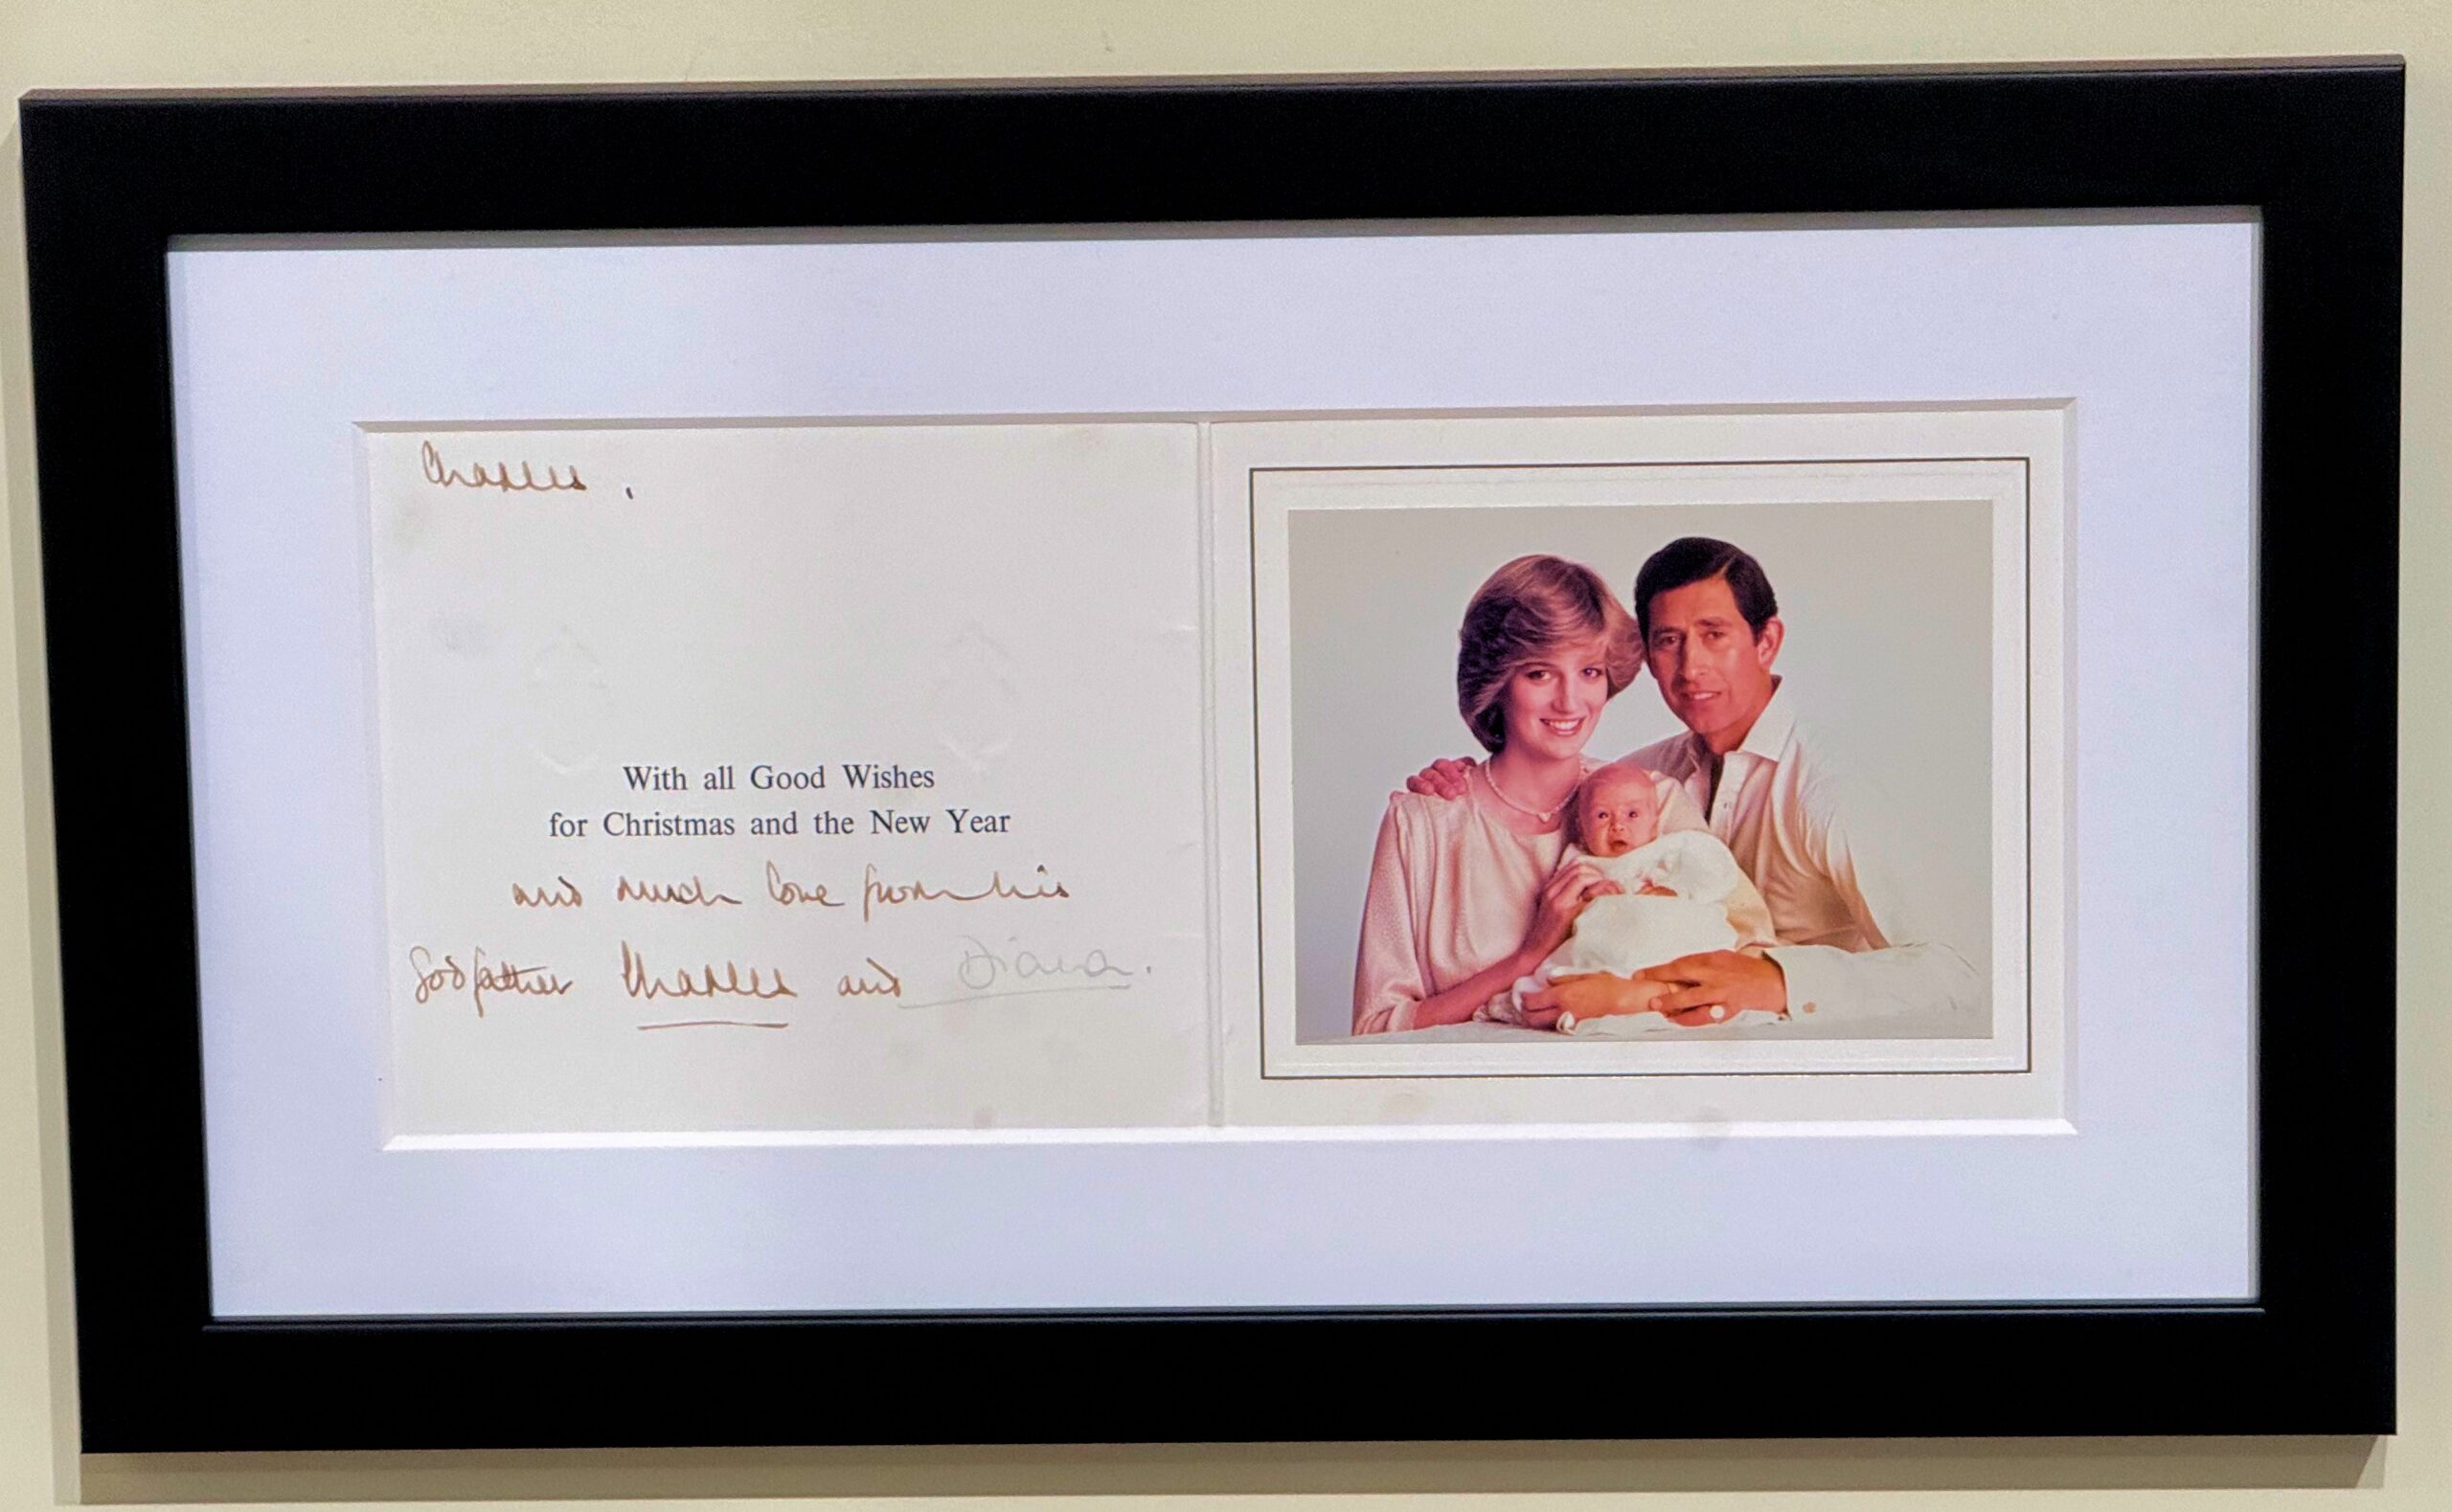 Charles,
With all Good Wishes
for Christmas and the New Year
and much love from his
Godfather Charles and Diana.